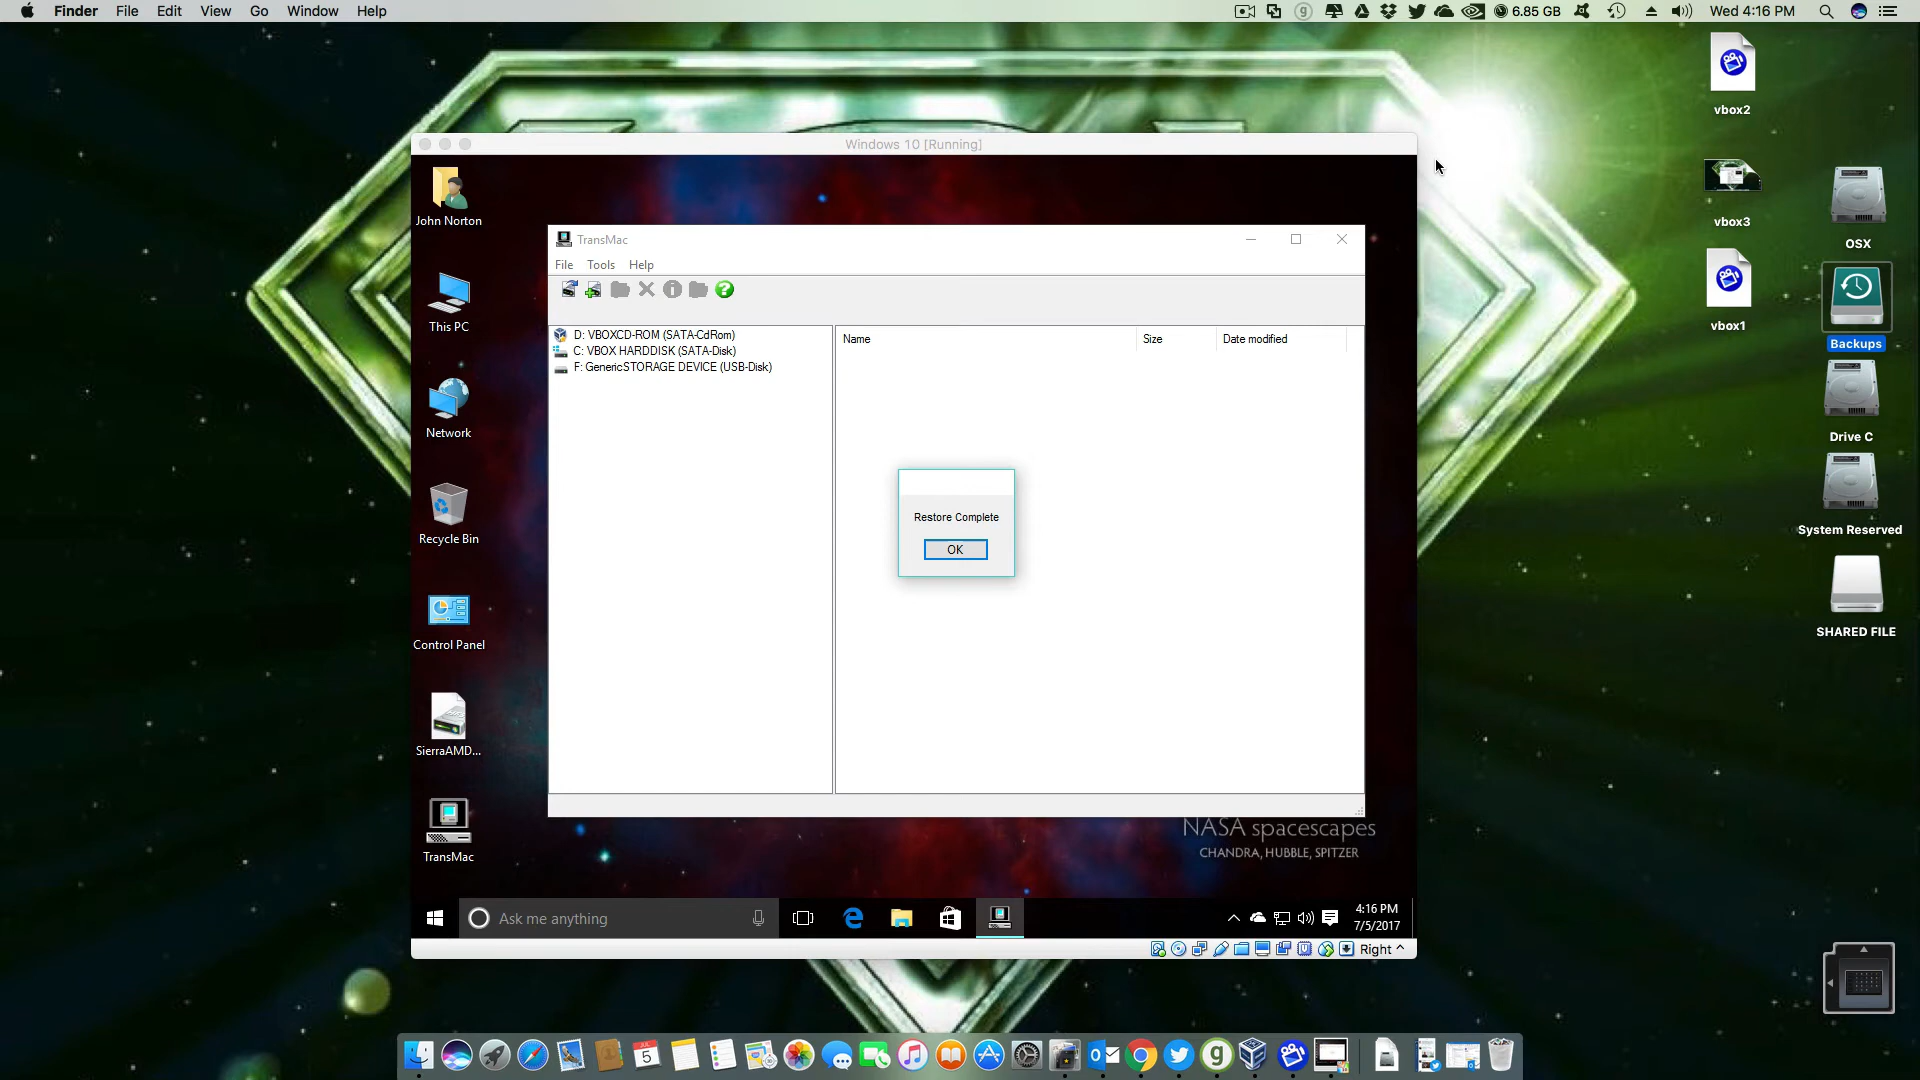 Finder File Edit View Go Window Help
6.85 GB Wed 4:16 PM
vbox2
vbox3
vbox1
OSX
Backups
Drive C
System Reserved
SHARED FILE
Windows 10 [Running]
John Norton
This PC
Network
Recycle Bin
Control Panel
SierraAMD...
TransMac
TransMac
File Tools Help
D: VBOXCD-ROM (SATA-CdRom)
C: VBOX HARDDISK (SATA-Disk)
F: GenericSTORAGE DEVICE (USB-Disk)
Name Size Date modified
Restore Complete
OK
NASA spacescapes
CHANDRA, HUBBLE, SPITZER
Ask me anything
4:16 PM
7/5/2017
Right ^
JUL
5